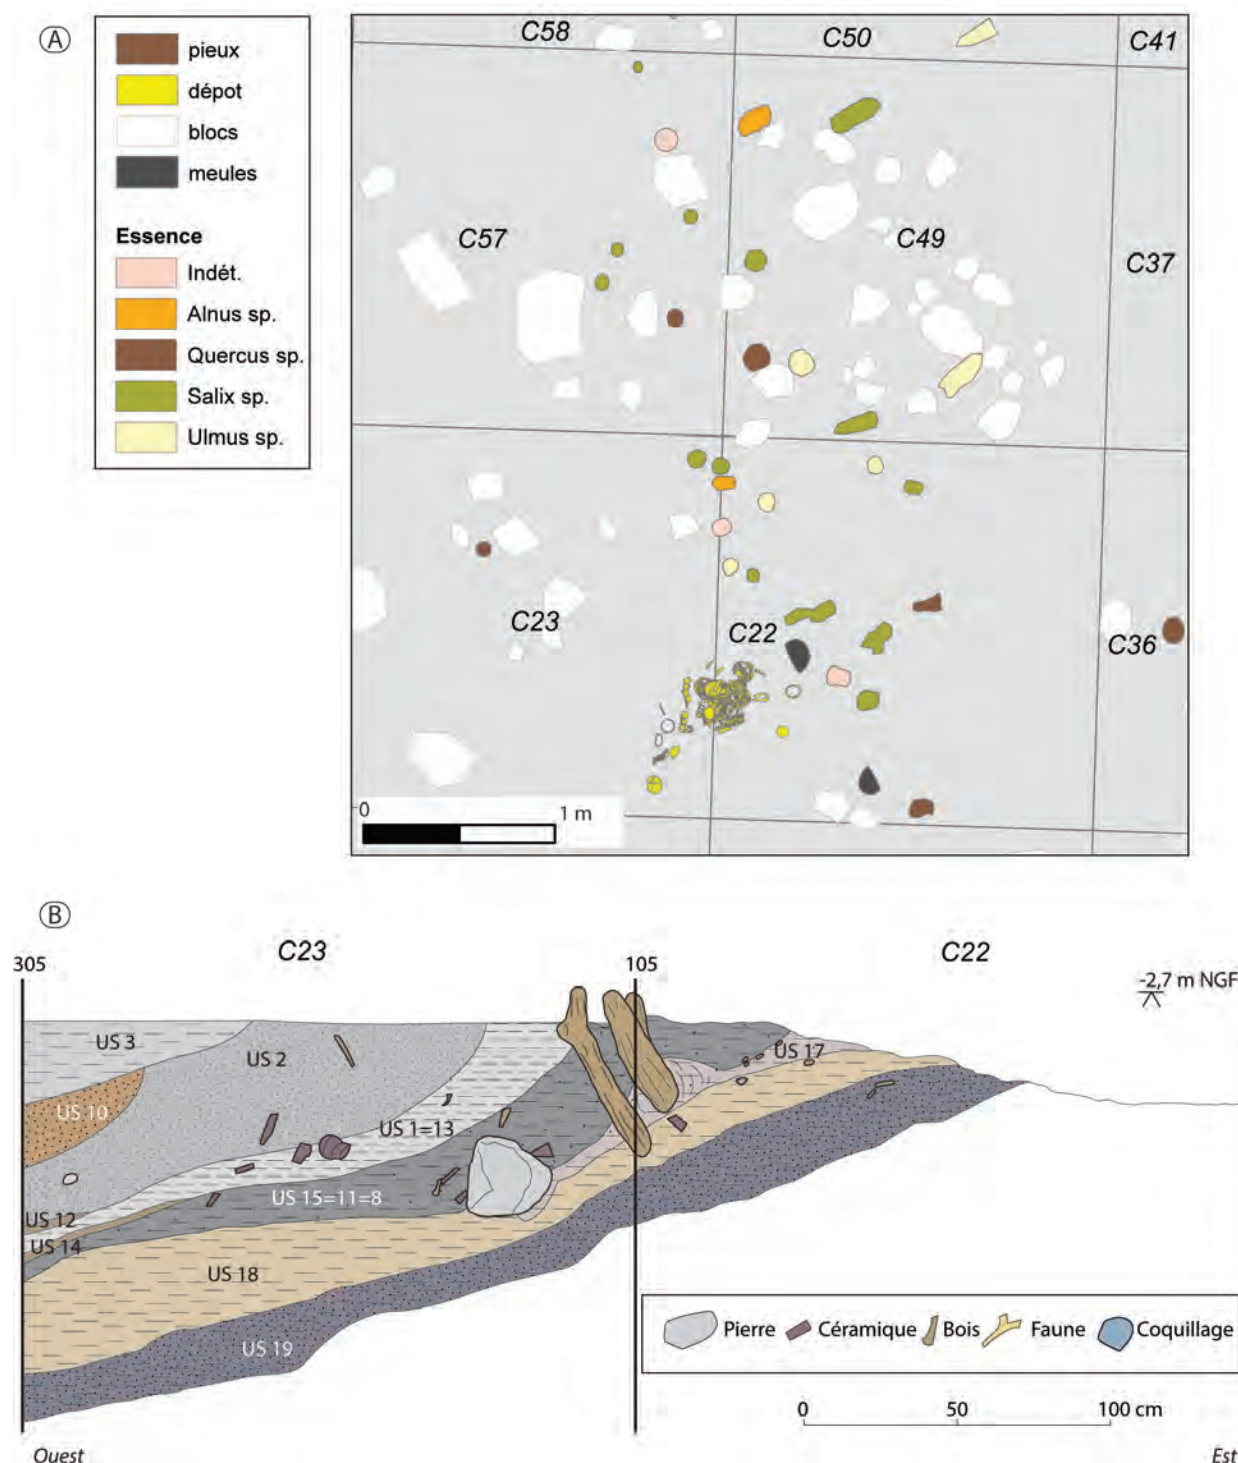 A
pieux
dépot
blocs
meules
Essence
Indét.
Alnus sp.
Quercus sp.
Salix sp.
Ulmus sp.
C58
C50
C41
C57
C49
C37
C23
C22
C36
0
1 m
B
C23
C22
305
105
-2,7 m NGF
US 3
US 2
US 17
US 10
US 1=13
US 15=11=8
US 12
US 14
US 18
US 19
Pierre
Céramique
Bois
Faune
Coquillage
0
50
100 cm
Ouest
Est